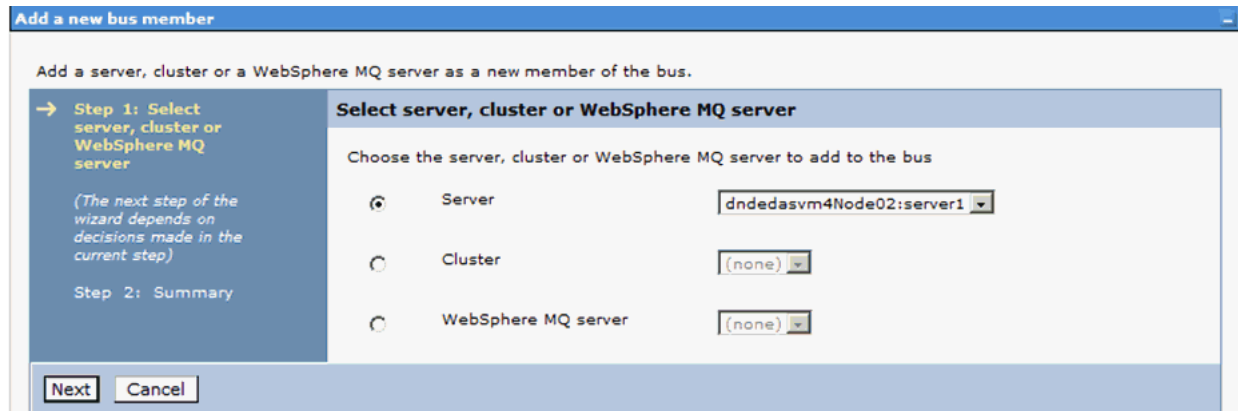 Add a new bus member
Add a server, cluster or a WebSphere MQ server as a new member of the bus.
Step 1: Select
server, cluster or
WebSphere MQ
server
(The next step of the
wizard depends on
decisions made in the
current step)
Step 2: Summary
Select server, cluster or WebSphere MQ server
Choose the server, cluster or WebSphere MQ server to add to the bus
Server dndedasvm4Node02:server1
Cluster (none)
WebSphere MQ server (none)
Next Cancel